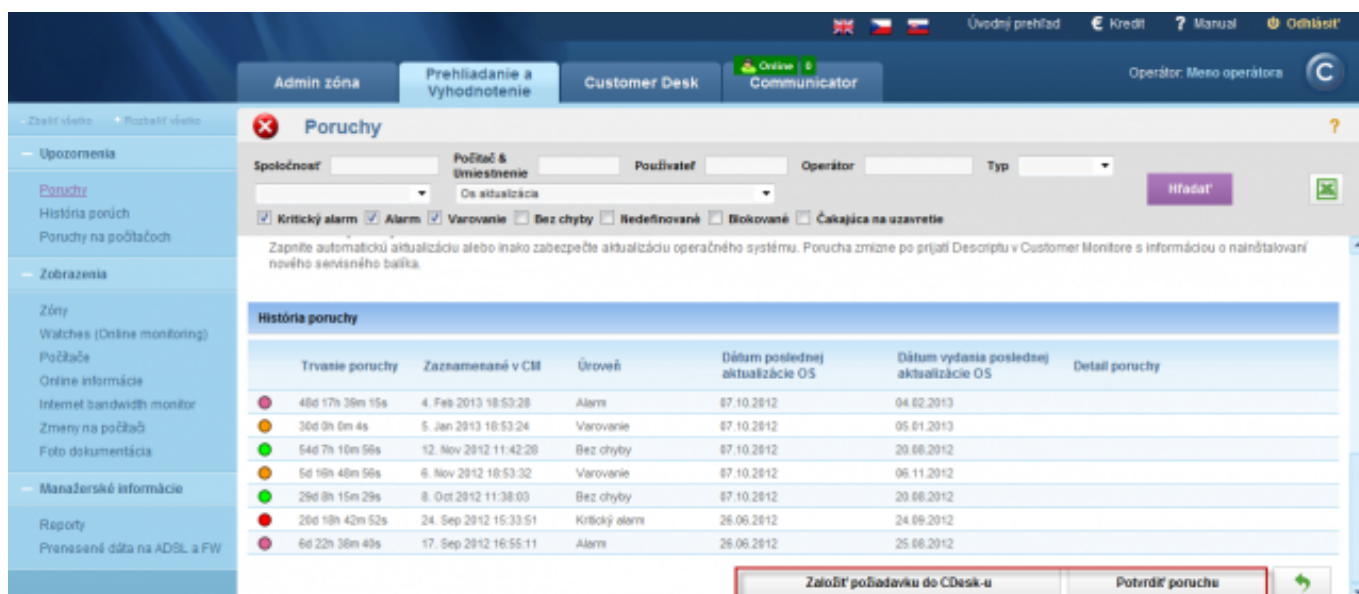 Úvodný prehľad € Kredit ? Manual Odhlásiť
Admin zóna
Prehliadanie a
Vyhodnotenie
Customer Desk
Online 0
Communicator
Operátor: Meno operátora
Zbaliť všetko Rozbaliť všetko
Upozornenia
Poruchy
História porúch
Poruchy na počítačoch
Zobrazenia
Zóny
Watches (Online monitoring)
Počítače
Online informácie
Internet bandwidth monitor
Zmeny na počítači
Foto dokumentácia
Manažerské informácie
Reporty
Prenesené dáta na ADSL a FW
Poruchy ?
Spoločnosť Počítač & Umiestnenie Používateľ Operátor Typ
Os aktualizácia
Hľadať
Kritický alarm Alarm Varovanie Bez chyby Nedefinované Blokované Čakajúca na uzavretie
Zapnite automatickú aktualizáciu alebo inako zabezpečte aktualizáciu operačného systému. Porucha zmizne po prijatí Descriptu v Customer Monitore s informáciou o nainštalovaní
nového servisného balíka.
História poruchy
Trvanie poruchy Zaznamenané v CM Úroveň Dátum poslednej aktualizácie OS Dátum vydania poslednej aktualizácie OS Detail poruchy
48d 17h 39m 15s 4. Feb 2013 18:53:28 Alarm 07.10.2012 04.02.2013
30d 0h 0m 4s 5. Jan 2013 18:53:24 Varovanie 07.10.2012 05.01.2013
54d 7h 10m 56s 12. Nov 2012 11:42:28 Bez chyby 07.10.2012 20.08.2012
5d 16h 48m 56s 6. Nov 2012 18:53:32 Varovanie 07.10.2012 06.11.2012
29d 8h 15m 29s 8. Oct 2012 11:38:03 Bez chyby 07.10.2012 20.08.2012
20d 18h 42m 52s 24. Sep 2012 15:33:51 Kritický alarm 26.06.2012 24.09.2012
6d 22h 38m 40s 17. Sep 2012 16:55:11 Alarm 26.06.2012 25.08.2012
Založiť požiadavku do CDesk-u Potvrdiť poruchu